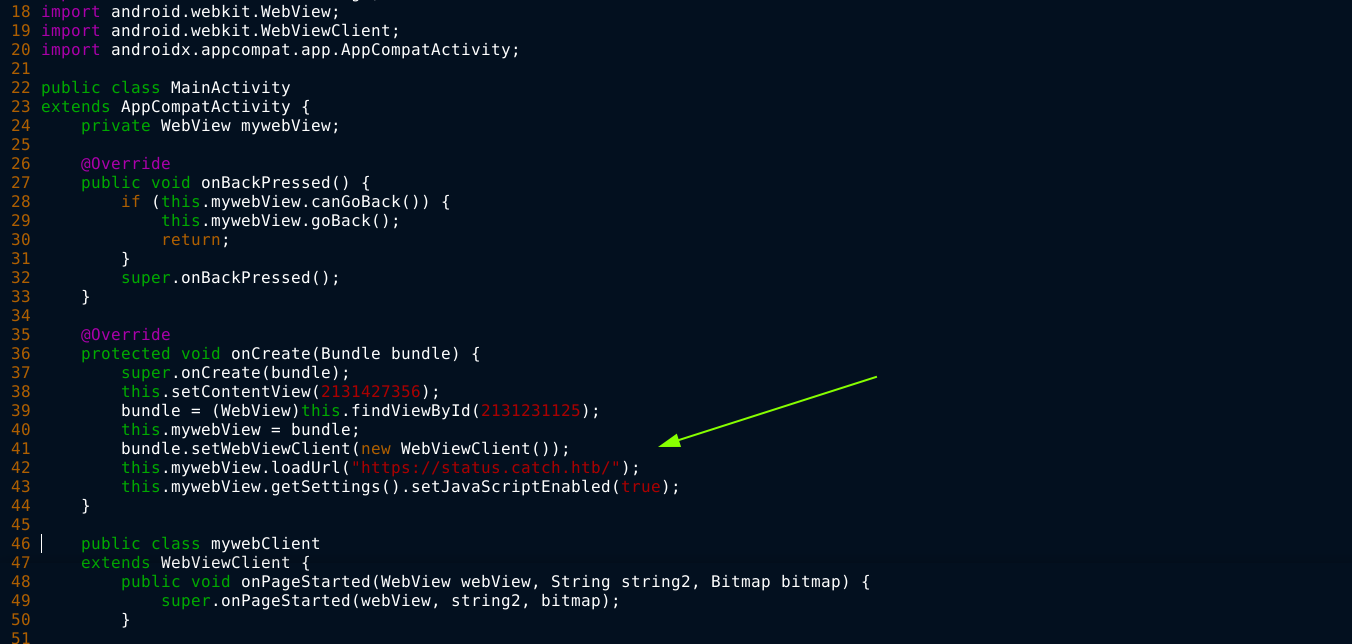 18 import android.webkit.WebView;
19 import android.webkit.WebViewClient;
20 import androidx.appcompat.app.AppCompatActivity;
21
22 public class MainActivity
23 extends AppCompatActivity {
24     private WebView mywebView;
25
26     @Override
27     public void onBackPressed() {
28         if (this.mywebView.canGoBack()) {
29             this.mywebView.goBack();
30             return;
31         }
32         super.onBackPressed();
33     }
34
35     @Override
36     protected void onCreate(Bundle bundle) {
37         super.onCreate(bundle);
38         this.setContentView(2131427356);
39         bundle = (WebView)this.findViewById(2131231125);
40         this.mywebView = bundle;
41         bundle.setWebViewClient(new WebViewClient());
42         this.mywebView.loadUrl("https://status.catch.htb/");
43         this.mywebView.getSettings().setJavaScriptEnabled(true);
44     }
45
46     public class mywebClient
47     extends WebViewClient {
48         public void onPageStarted(WebView webView, String string2, Bitmap bitmap) {
49             super.onPageStarted(webView, string2, bitmap);
50         }
51